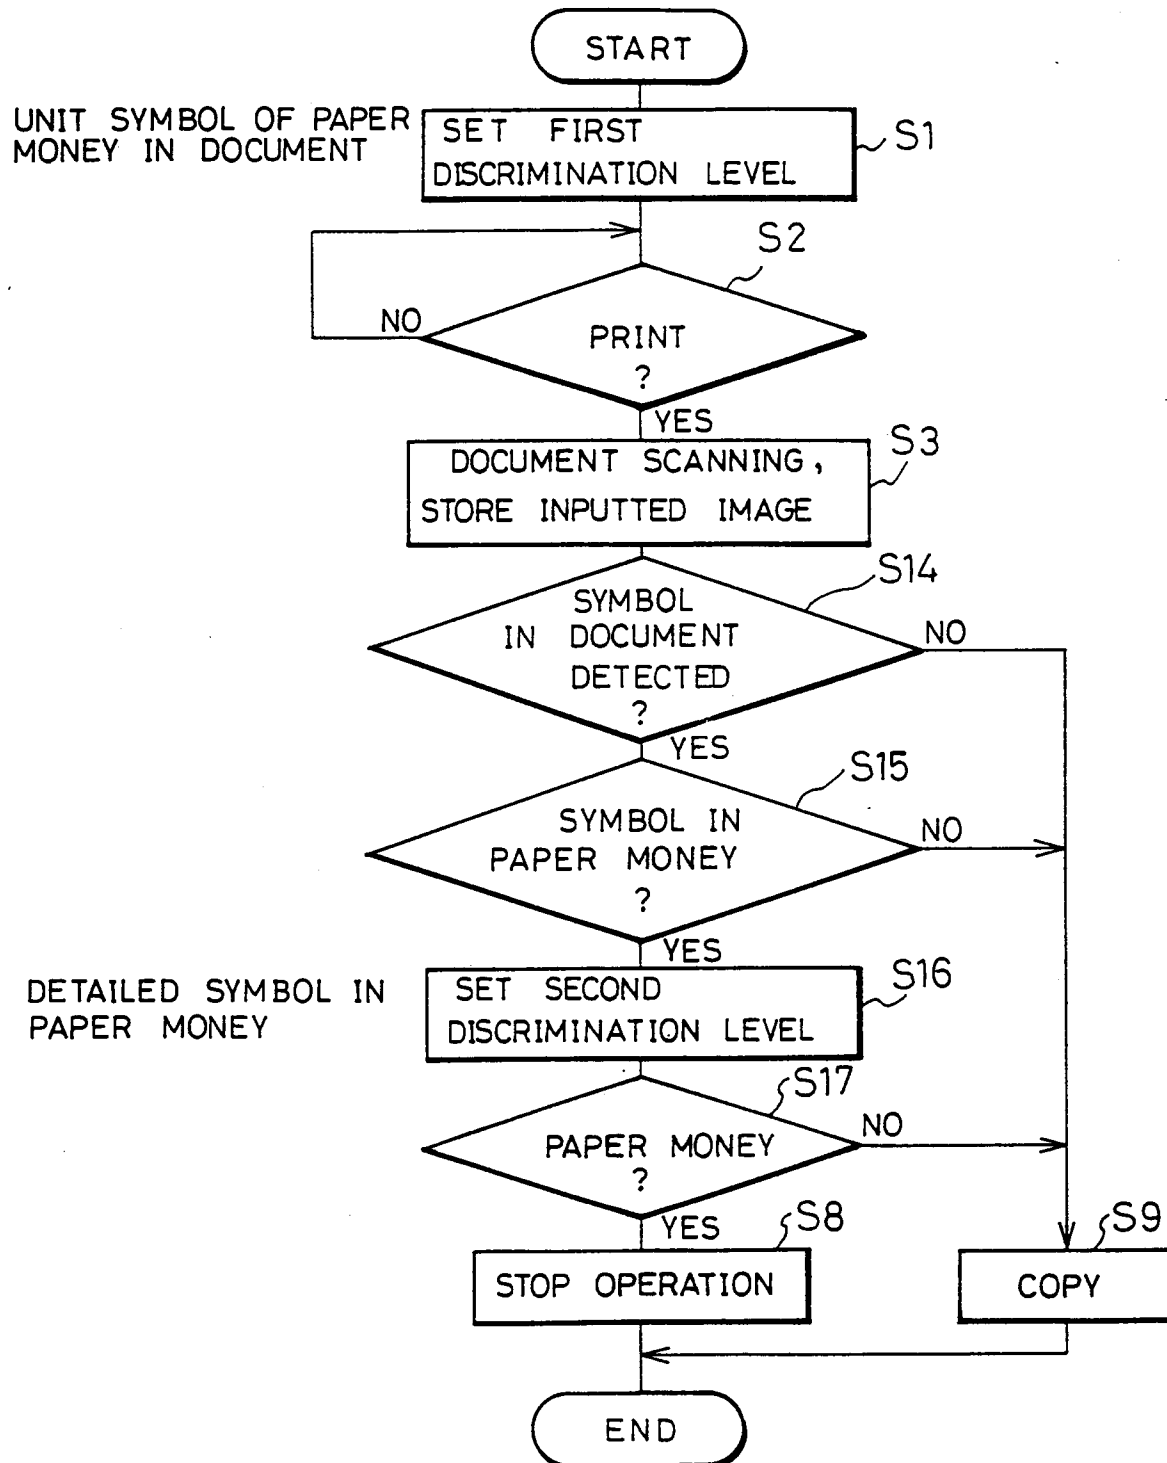 START
UNIT SYMBOL OF PAPER
MONEY IN DOCUMENT
SET FIRST
DISCRIMINATION LEVEL
S1
S2
NO
PRINT
?
YES
S3
DOCUMENT SCANNING,
STORE INPUTTED IMAGE
S14
SYMBOL
IN DOCUMENT
DETECTED
?
NO
YES
S15
SYMBOL IN
PAPER MONEY
?
NO
YES
DETAILED SYMBOL IN
PAPER MONEY
SET SECOND
DISCRIMINATION LEVEL
S16
S17
PAPER MONEY
?
NO
YES
S8
STOP OPERATION
S9
COPY
END